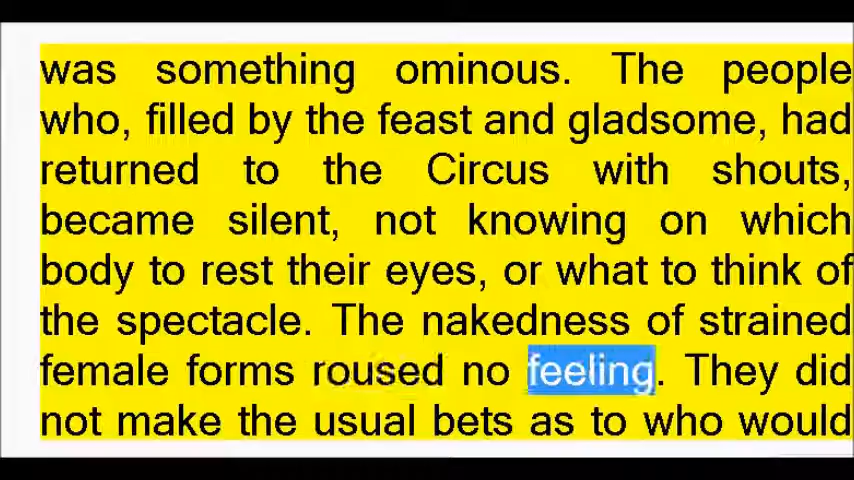 was something ominous. The people
who, filled by the feast and gladsome, had
returned to the Circus with shouts,
became silent, not knowing on which
body to rest their eyes, or what to think of
the spectacle. The nakedness of strained
female forms roused no feeling. They did
not make the usual bets as to who would